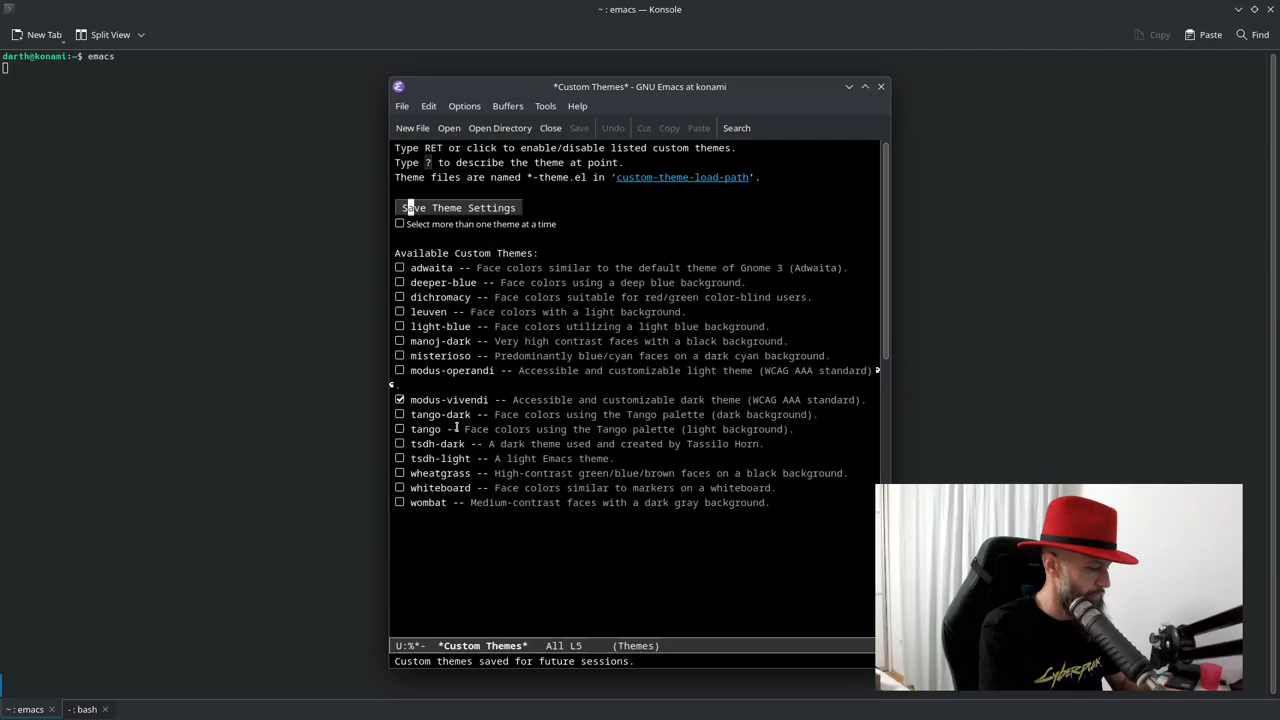 ~ : emacs — Konsole
New Tab
Split View
Copy
Paste
Find
darth@konami:~$ emacs
*Custom Themes* - GNU Emacs at konami
File Edit Options Buffers Tools Help
New File Open Open Directory Close Save Undo Cut Copy Paste Search
Type RET or click to enable/disable listed custom themes.
Type ? to describe the theme at point.
Theme files are named *-theme.el in ‘custom-theme-load-path’.
Save Theme Settings
Select more than one theme at a time
Available Custom Themes:
adwaita -- Face colors similar to the default theme of Gnome 3 (Adwaita).
deeper-blue -- Face colors using a deep blue background.
dichromacy -- Face colors suitable for red/green color-blind users.
leuven -- Face colors with a light background.
light-blue -- Face colors utilizing a light blue background.
manoj-dark -- Very high contrast faces with a black background.
misterioso -- Predominantly blue/cyan faces on a dark cyan background.
modus-operandi -- Accessible and customizable light theme (WCAG AAA standard)
.
modus-vivendi -- Accessible and customizable dark theme (WCAG AAA standard).
tango-dark -- Face colors using the Tango palette (dark background).
tango -- Face colors using the Tango palette (light background).
tsdh-dark -- A dark theme used and created by Tassilo Horn.
tsdh-light -- A light Emacs theme.
wheatgrass -- High-contrast green/blue/brown faces on a black background.
whiteboard -- Face colors similar to markers on a whiteboard.
wombat -- Medium-contrast faces with a dark gray background.
U:%*- *Custom Themes* All L5 (Themes)
Custom themes saved for future sessions.
CYBERPUNK
~ : emacs
- : bash